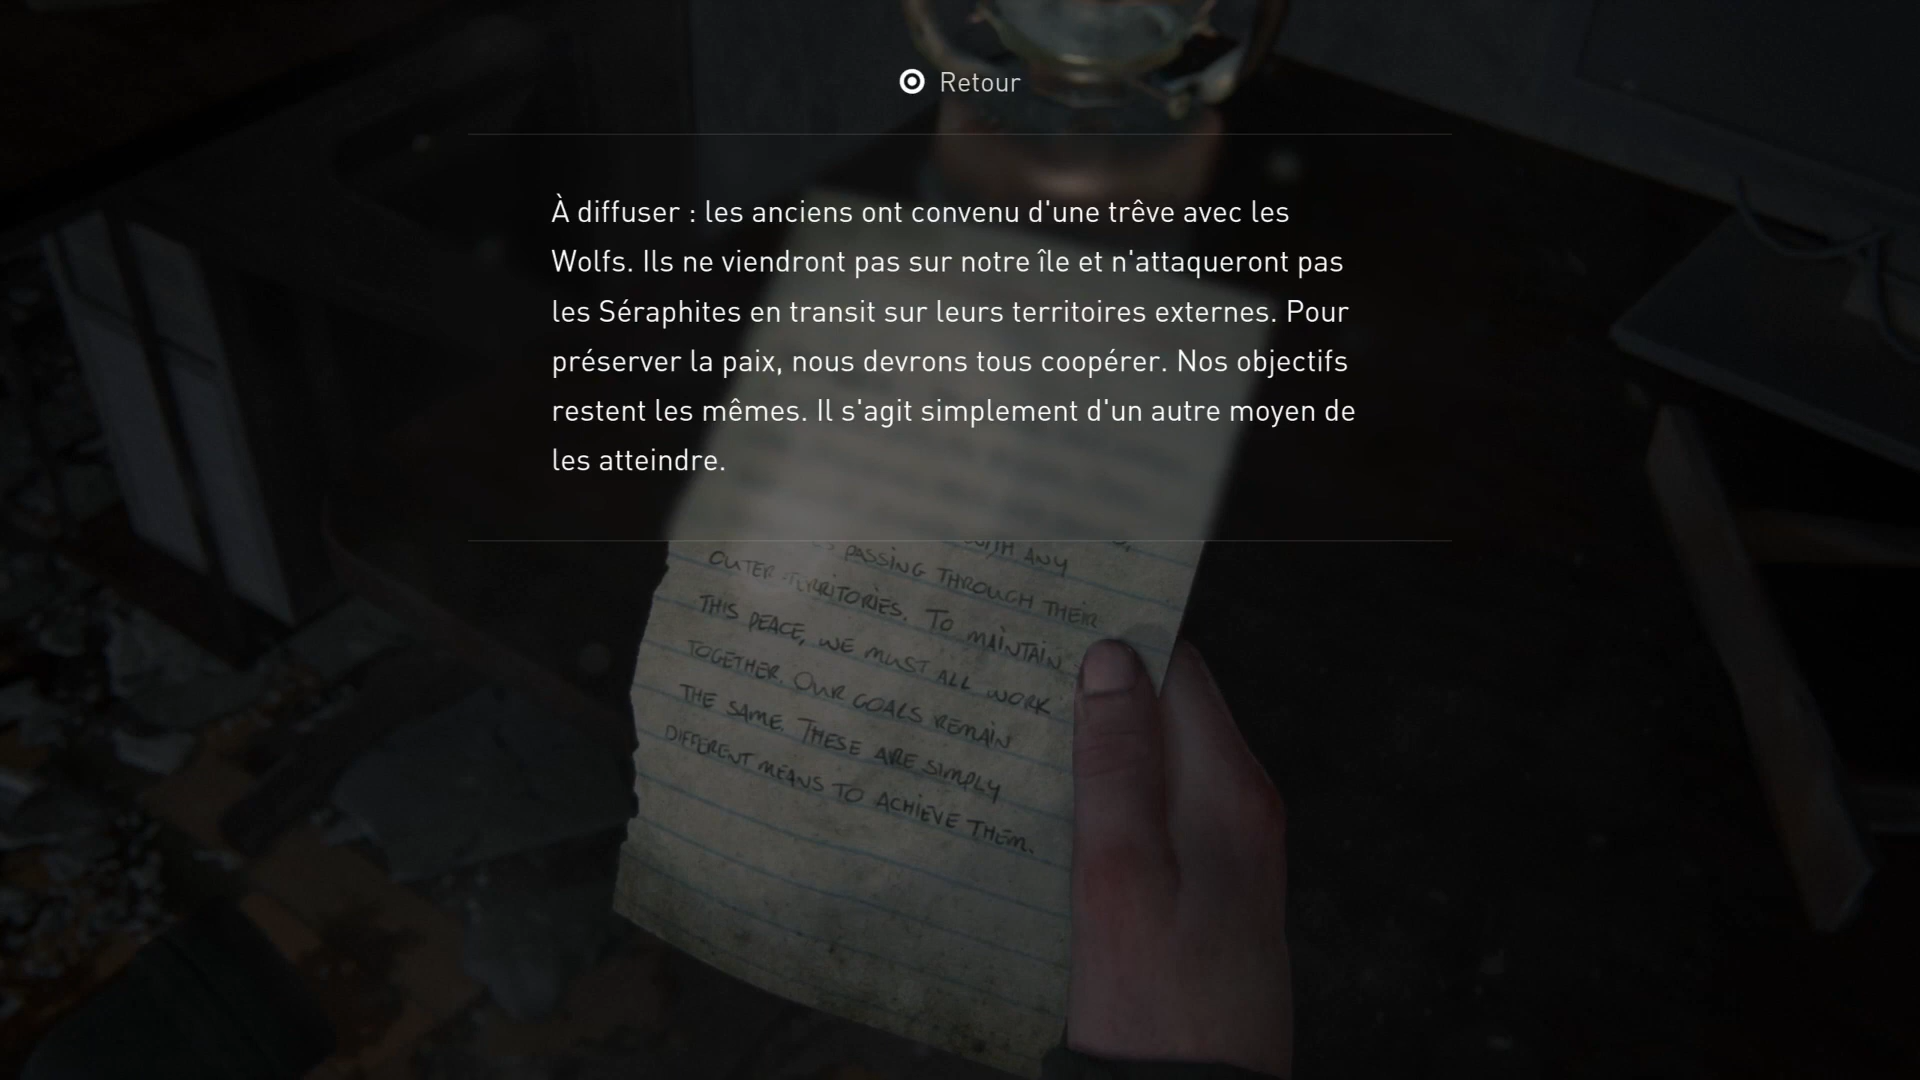 Retour
À diffuser : les anciens ont convenu d'une trêve avec les
Wolfs. Ils ne viendront pas sur notre île et n'attaqueront pas
les Séraphites en transit sur leurs territoires externes. Pour
préserver la paix, nous devrons tous coopérer. Nos objectifs
restent les mêmes. Il s'agit simplement d'un autre moyen de
les atteindre.
WITH ANY
PASSING THROUGH THEIR
OUTER TERRITORIES. TO MAINTAIN
THIS PEACE, WE MUST ALL WORK
TOGETHER. OUR GOALS REMAIN
THE SAME. THESE ARE SIMPLY
DIFFERENT MEANS TO ACHIEVE THEM.